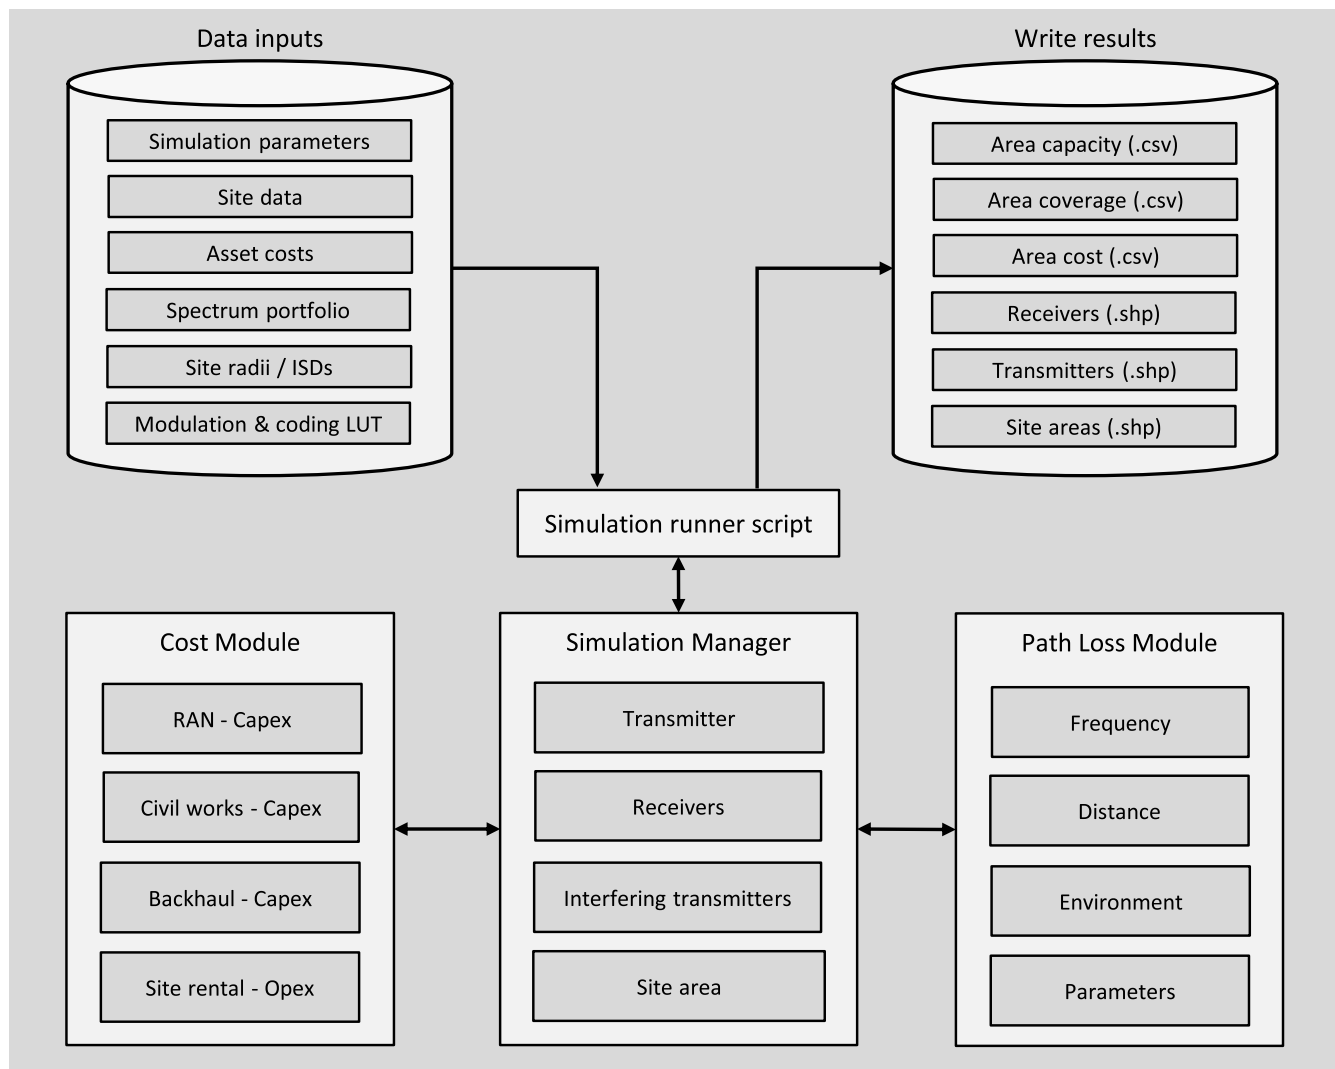 Data inputs
Simulation parameters
Site data
Asset costs
Spectrum portfolio
Site radii / ISDs
Modulation & coding LUT
Write results
Area capacity (.csv)
Area coverage (.csv)
Area cost (.csv)
Receivers (.shp)
Transmitters (.shp)
Site areas (.shp)
Simulation runner script
Cost Module
RAN - Capex
Civil works - Capex
Backhaul - Capex
Site rental - Opex
Simulation Manager
Transmitter
Receivers
Interfering transmitters
Site area
Path Loss Module
Frequency
Distance
Environment
Parameters